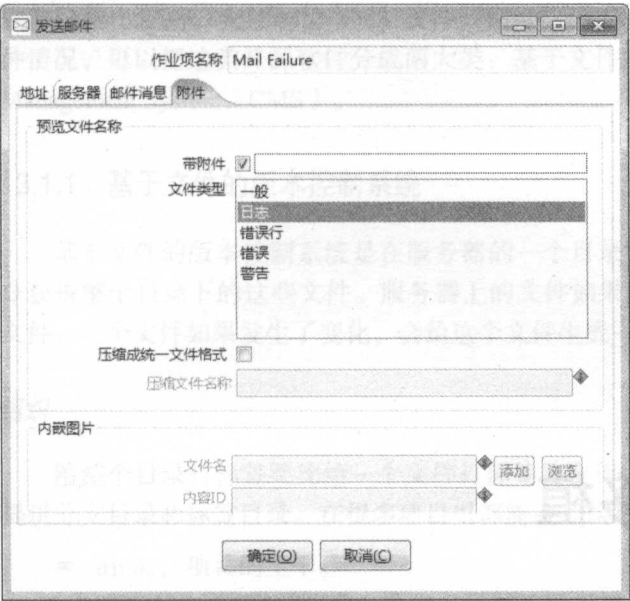 发送邮件
作业项名称 Mail Failure
地址 服务器 邮件消息 附件
预览文件名称
带附件
文件类型 一般
日志
错误行
错误
警告
压缩成统一文件格式
压缩文件名称
内嵌图片
文件名 添加 浏览
内容ID
确定(O) 取消(C)